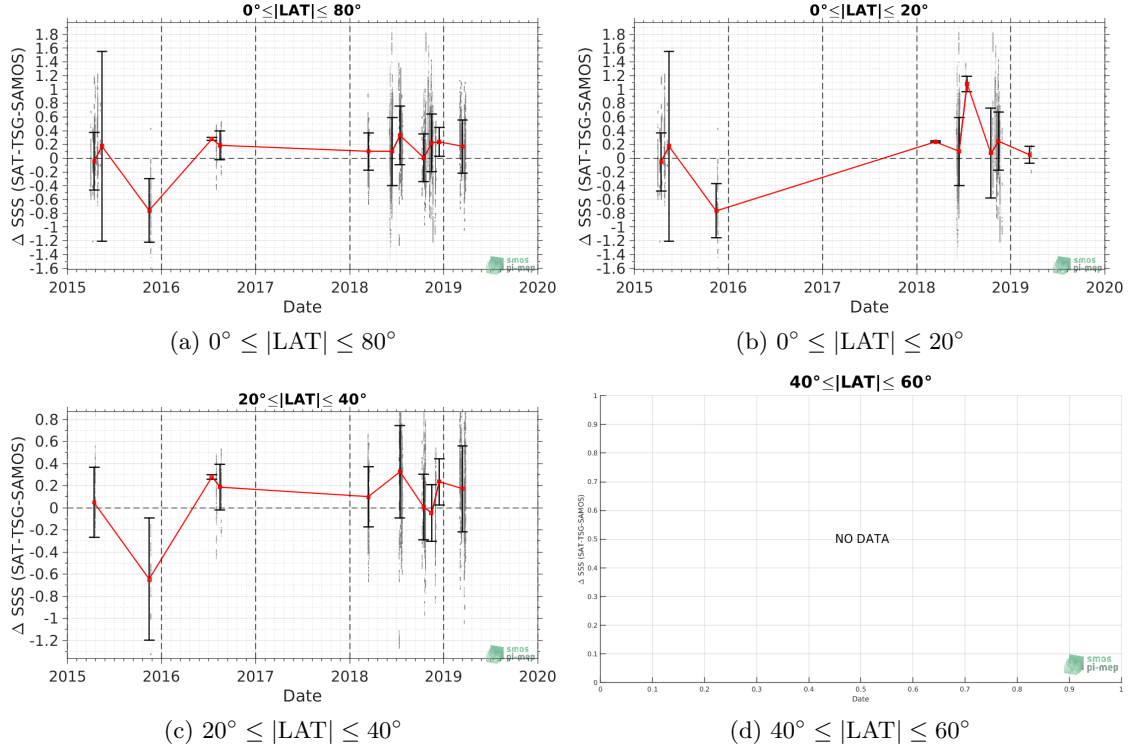 0°≤|LAT|≤ 80°
Δ SSS (SAT-TSG-SAMOS)
1.8
1.6
1.4
1.2
1
0.8
0.6
0.4
0.2
0
-0.2
-0.4
-0.6
-0.8
-1
-1.2
-1.4
-1.6
2015 2016 2017 2018 2019 2020
Date
smos
pi-mep
(a) 0° ≤ |LAT| ≤ 80°
0°≤|LAT|≤ 20°
Δ SSS (SAT-TSG-SAMOS)
1.8
1.6
1.4
1.2
1
0.8
0.6
0.4
0.2
0
-0.2
-0.4
-0.6
-0.8
-1
-1.2
-1.4
-1.6
2015 2016 2017 2018 2019 2020
Date
smos
pi-mep
(b) 0° ≤ |LAT| ≤ 20°
20°≤|LAT|≤ 40°
Δ SSS (SAT-TSG-SAMOS)
0.8
0.6
0.4
0.2
0
-0.2
-0.4
-0.6
-0.8
-1
-1.2
2015 2016 2017 2018 2019 2020
Date
smos
pi-mep
(c) 20° ≤ |LAT| ≤ 40°
40°≤|LAT|≤ 60°
Δ SSS (SAT-TSG-SAMOS)
1
0.9
0.8
0.7
0.6
0.5
0.4
0.3
0.2
0.1
0
NO DATA
0 0.1 0.2 0.3 0.4 0.5 0.6 0.7 0.8 0.9 1
Date
smos
pi-mep
(d) 40° ≤ |LAT| ≤ 60°